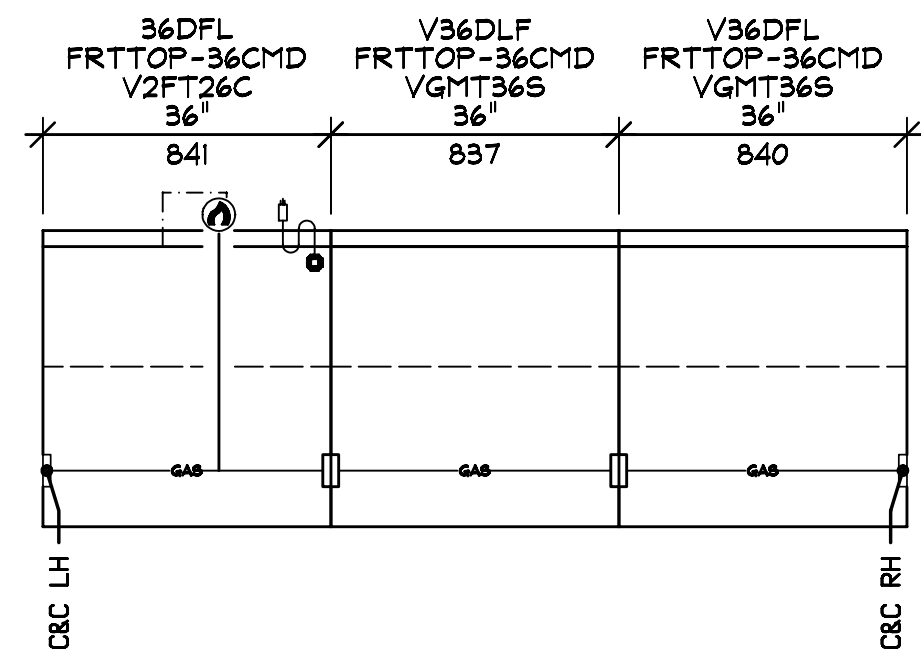 36DFL
FRTTOP-36CMD
V2FT26C
36"
841
V36DLF
FRTTOP-36CMD
VGMT36S
36"
837
V36DFL
FRTTOP-36CMD
VGMT36S
36"
840
GAS
GAS
GAS
C&C LH
C&C RH